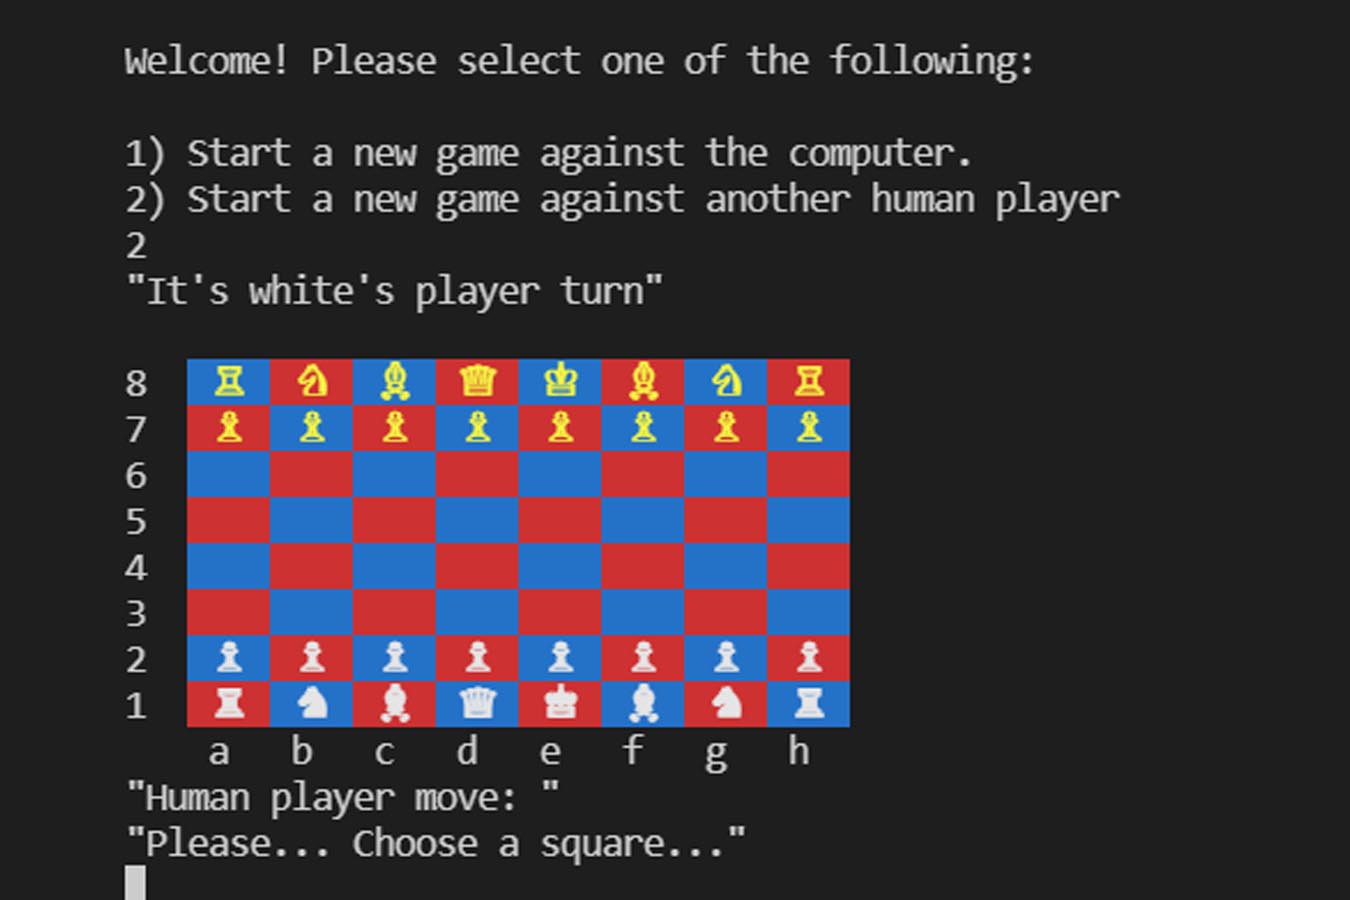 Welcome! Please select one of the following:
1) Start a new game against the computer.
2) Start a new game against another human player
2
"It's white's player turn"
8
7
6
5
4
3
2
1
a b c d e f g h
"Human player move: "
"Please... Choose a square..."